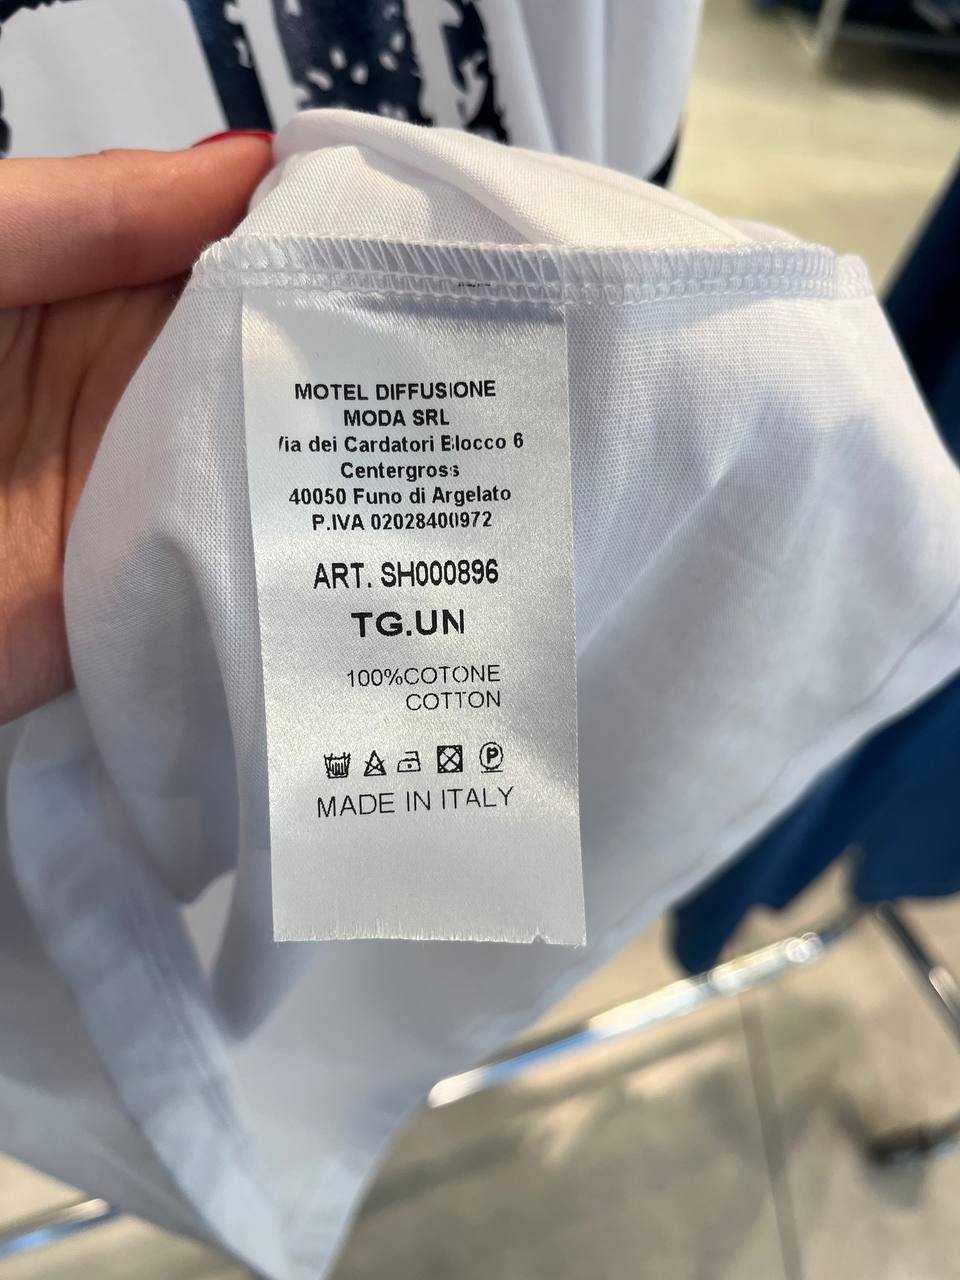 MOTEL DIFFUSIONE
MODA SRL
Via dei Cardatori Blocco 6
Centergross
40050 Funo di Argelato
P.IVA 02028400972
ART. SH000896
TG.UN
100%COTONE
COTTON
P
MADE IN ITALY